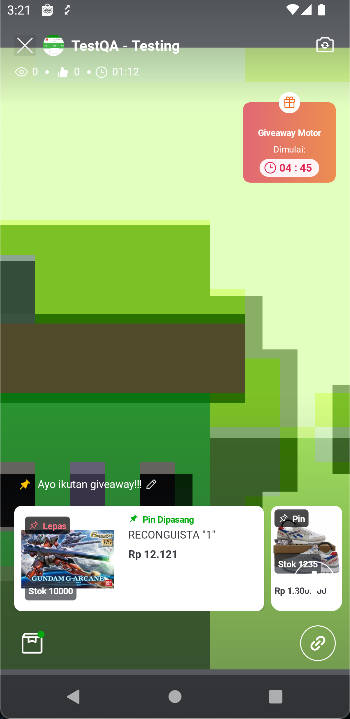 3:21
TestQA - Testing
0 • 0 • 01:12
Giveaway Motor
Dimulai:
04 : 45
Ayo ikutan giveaway!!!
Lepas
GUNDAM G-ARCANE
Stok 10000
Pin Dipasang
RECONGUISTA "1"
Rp 12.121
Pin
Stok 1235